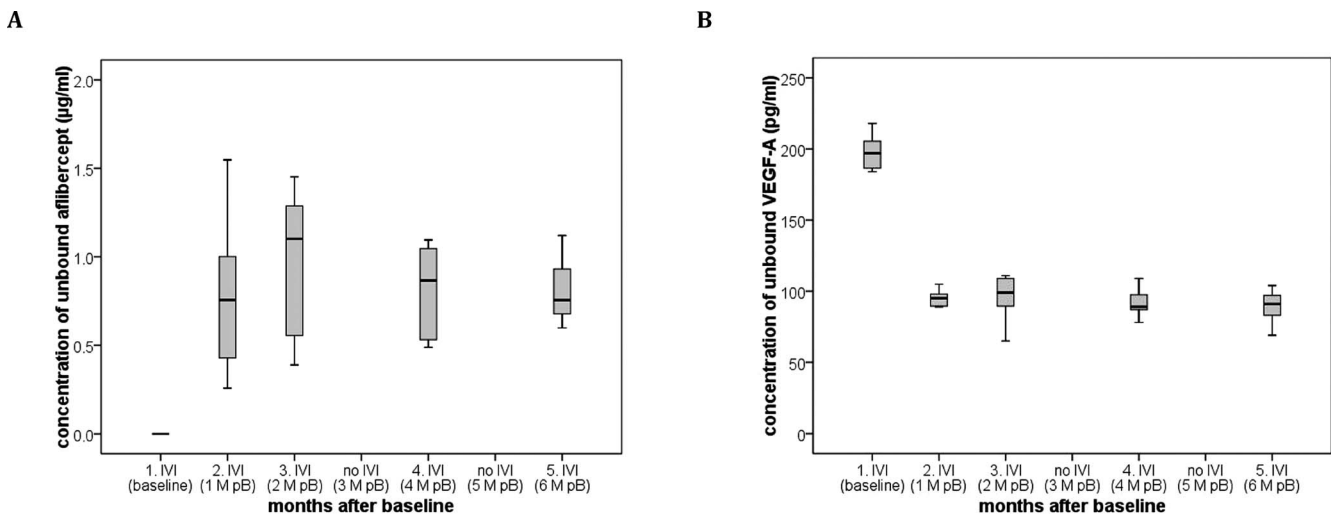 A
concentration of unbound aflibercept (µg/ml)
2.0
1.5
1.0
0.5
0.0
1. IVI 2. IVI 3. IVI no IVI 4. IVI no IVI 5. IVI
(baseline) (1 M pB) (2 M pB) (3 M pB) (4 M pB) (5 M pB) (6 M pB)
months after baseline
B
concentration of unbound VEGF-A (pg/ml)
250
200
150
100
50
0
1. IVI 2. IVI 3. IVI no IVI 4. IVI no IVI 5. IVI
(baseline) (1 M pB) (2 M pB) (3 M pB) (4 M pB) (5 M pB) (6 M pB)
months after baseline